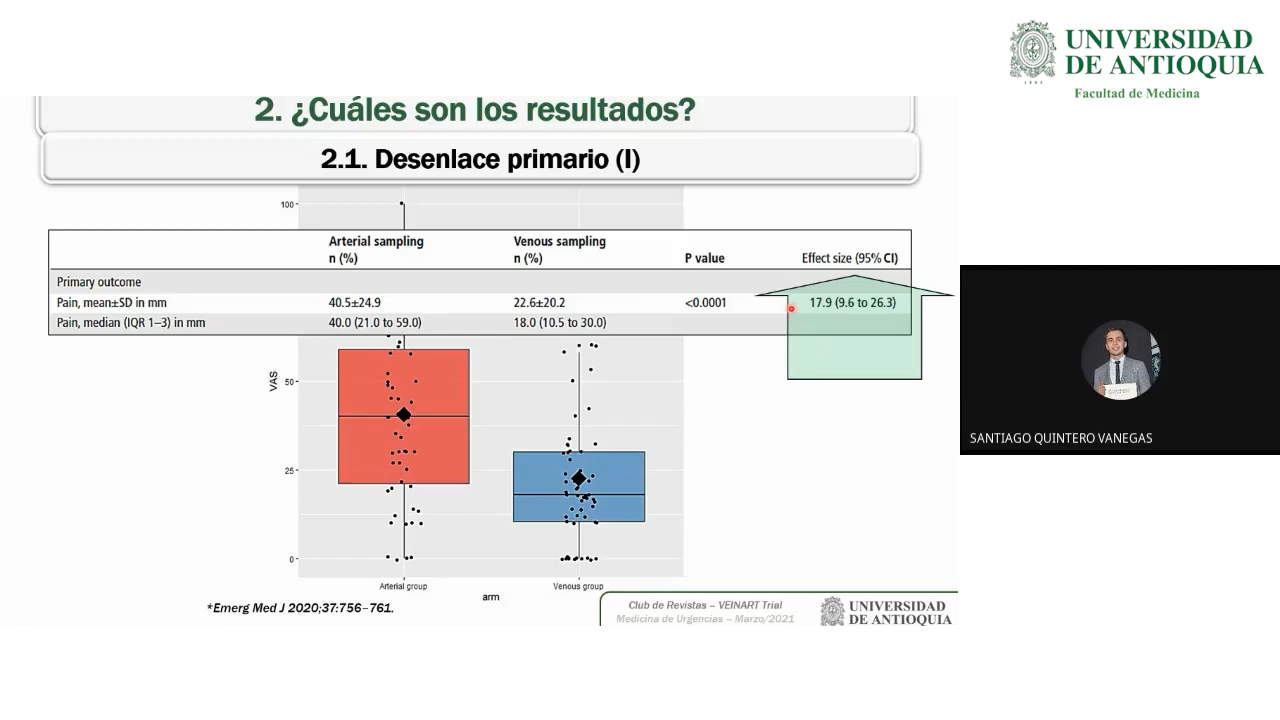 UNIVERSIDAD
DE ANTIOQUIA
1803
Facultad de Medicina
2. ¿Cuáles son los resultados?
2.1. Desenlace primario (I)
100
Arterial sampling Venous sampling
n (%) n (%) P value Effect size (95% CI)
Primary outcome
Pain, mean±SD in mm 40.5±24.9 22.6±20.2 <0.0001 17.9 (9.6 to 26.3)
Pain, median (IQR 1–3) in mm 40.0 (21.0 to 59.0) 18.0 (10.5 to 30.0)
VAS
50
25
0
Arterial group Venous group
arm
*Emerg Med J 2020;37:756–761.
Club de Revistas – VEINART Trial
Medicina de Urgencias – Marzo/2021
UNIVERSIDAD
DE ANTIOQUIA
SANTIAGO QUINTERO VANEGAS